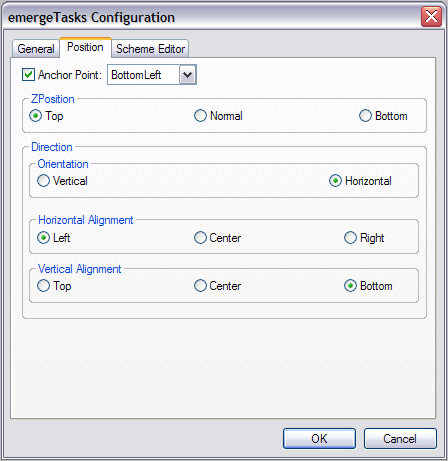 emergeTasks Configuration
General Position Scheme Editor
Anchor Point: BottomLeft
ZPosition
Top Normal Bottom
Direction
Orientation
Vertical Horizontal
Horizontal Alignment
Left Center Right
Vertical Alignment
Top Center Bottom
OK Cancel